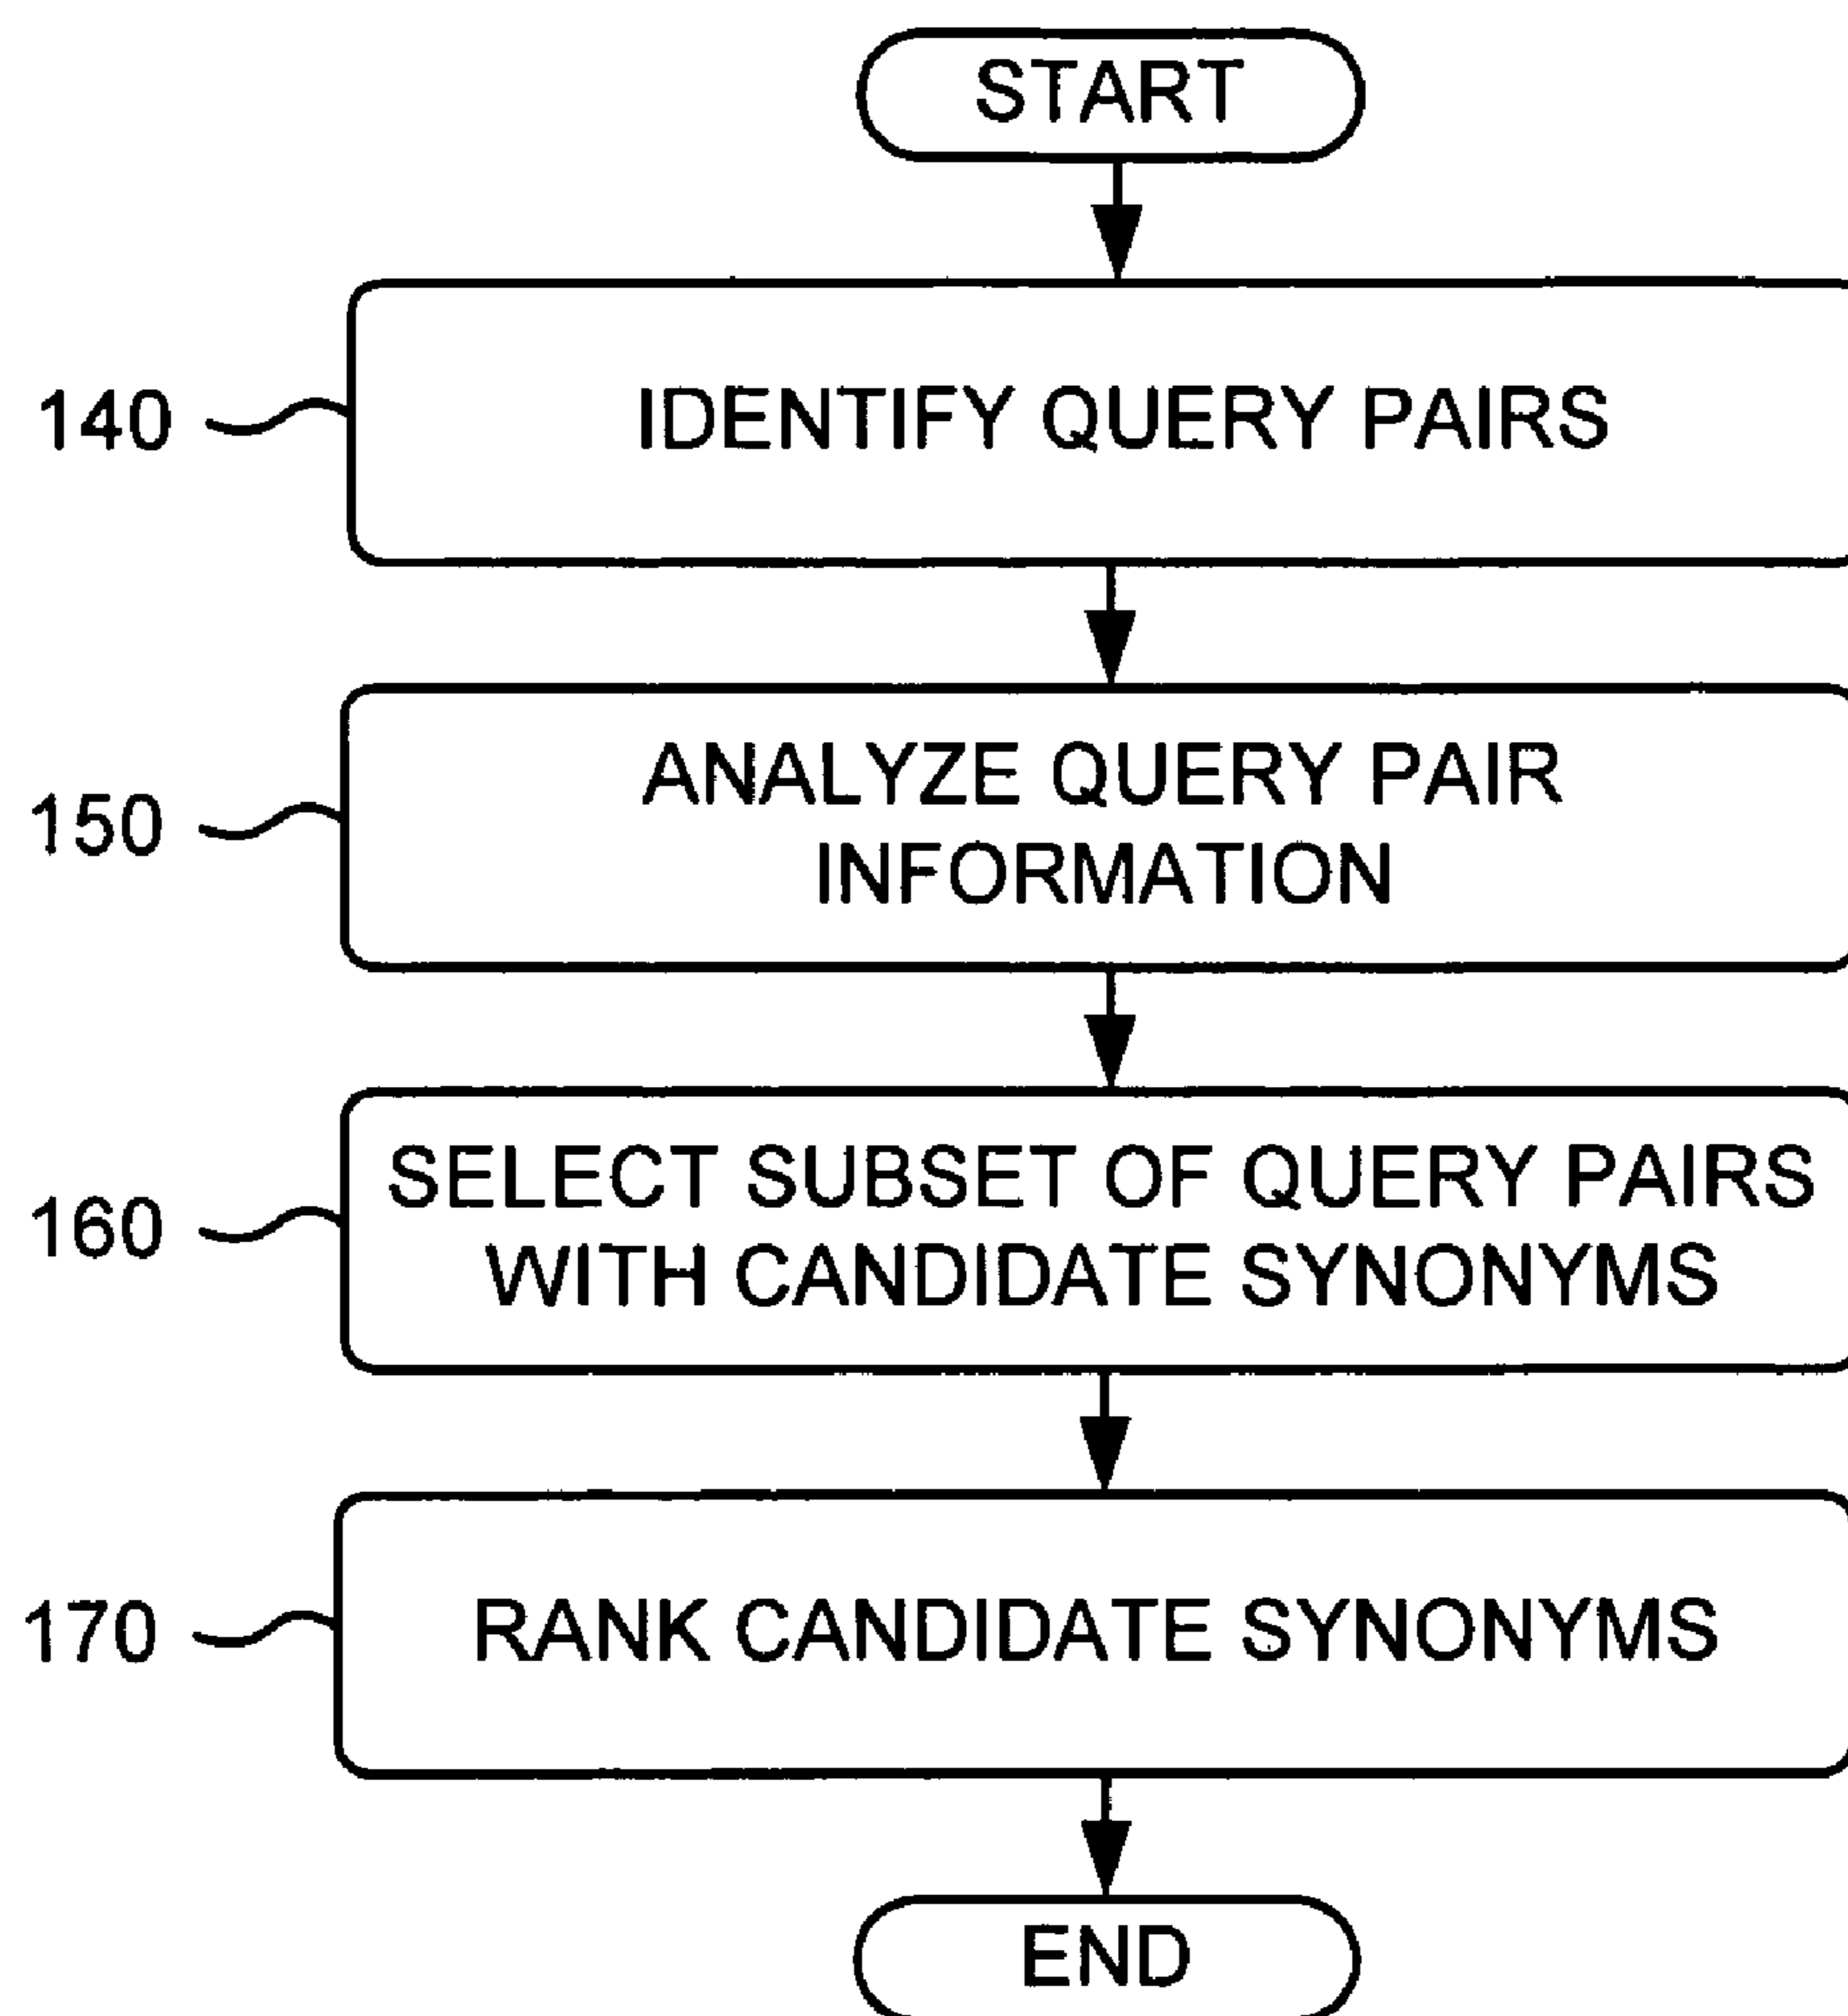 START
140
IDENTIFY QUERY PAIRS
150
ANALYZE QUERY PAIR
INFORMATION
160
SELECT SUBSET OF QUERY PAIRS
WITH CANDIDATE SYNONYMS
170
RANK CANDIDATE SYNONYMS
END